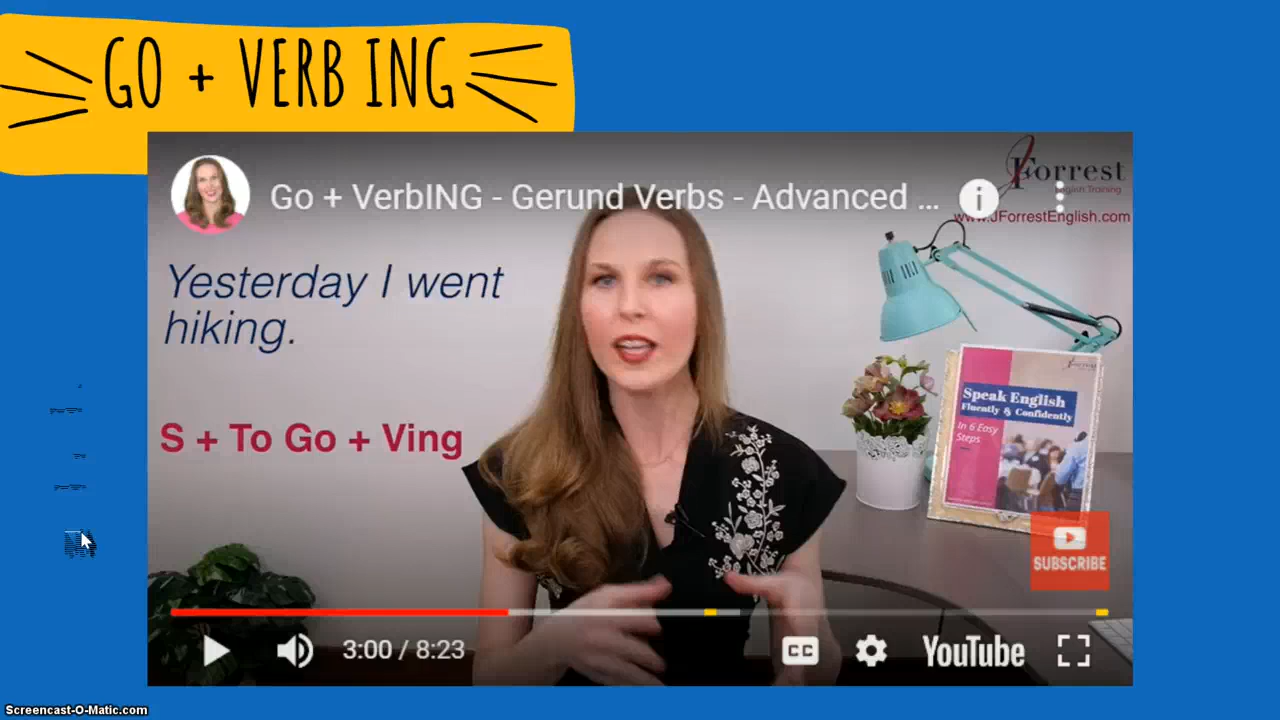 GO + VERB ING
Go + VerbING - Gerund Verbs - Advanced ...
JForrest
English Training
www.JForrestEnglish.com
Yesterday I went
hiking.
S + To Go + Ving
Speak English
Fluently & Confidently
In 6 Easy
Steps
SUBSCRIBE
3:00 / 8:23
CC
YouTube
Screencast-O-Matic.com